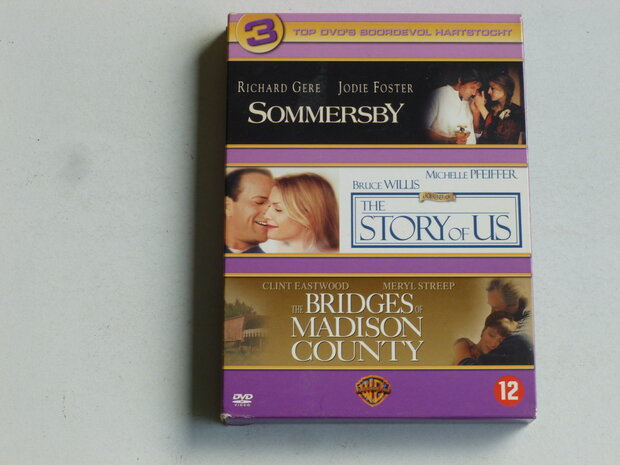 3 TOP DVD'S BOORDEVOL HARTSTOCHT
RICHARD GERE JODIE FOSTER
SOMMERSBY
BRUCE WILLIS MICHELLE PFEIFFER
THE
STORY OF US
CLINT EASTWOOD MERYL STREEP
THE BRIDGES OF
MADISON
COUNTY
DVD
VIDEO
12